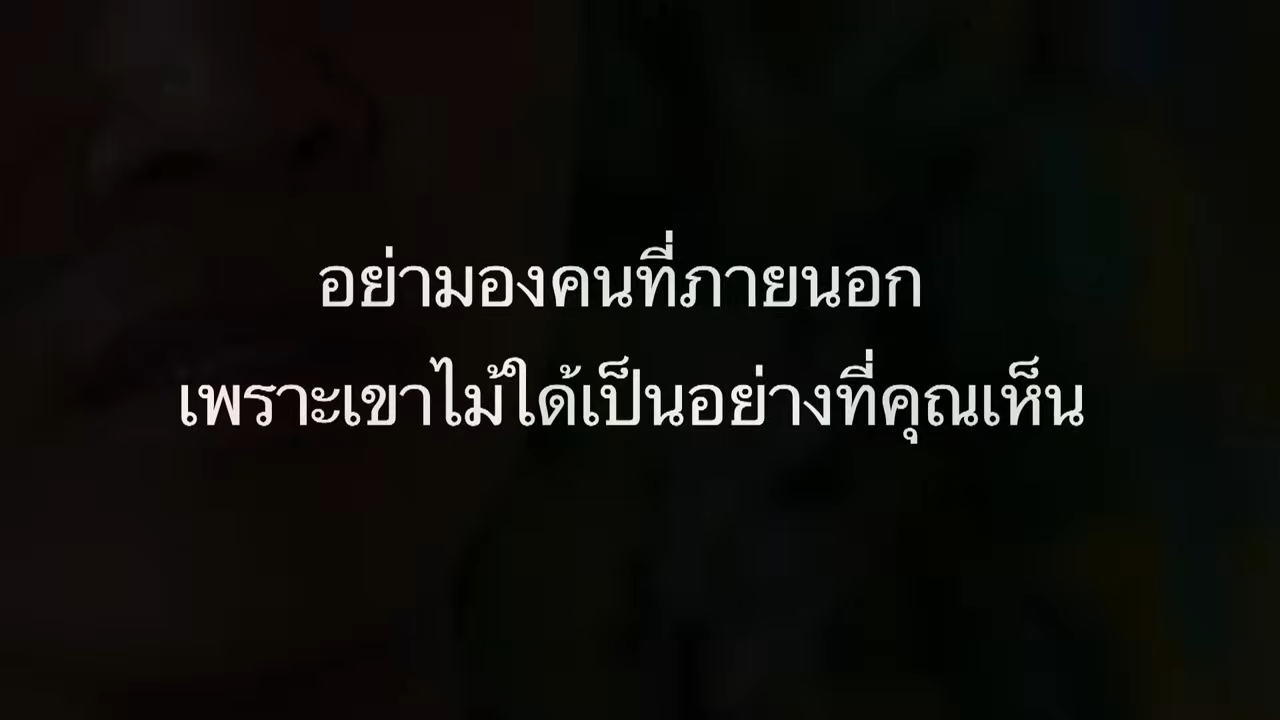 อย่ามองคนที่ภายนอก
เพราะเขาไม้ใด้เป็นอย่างที่คุณเห็น